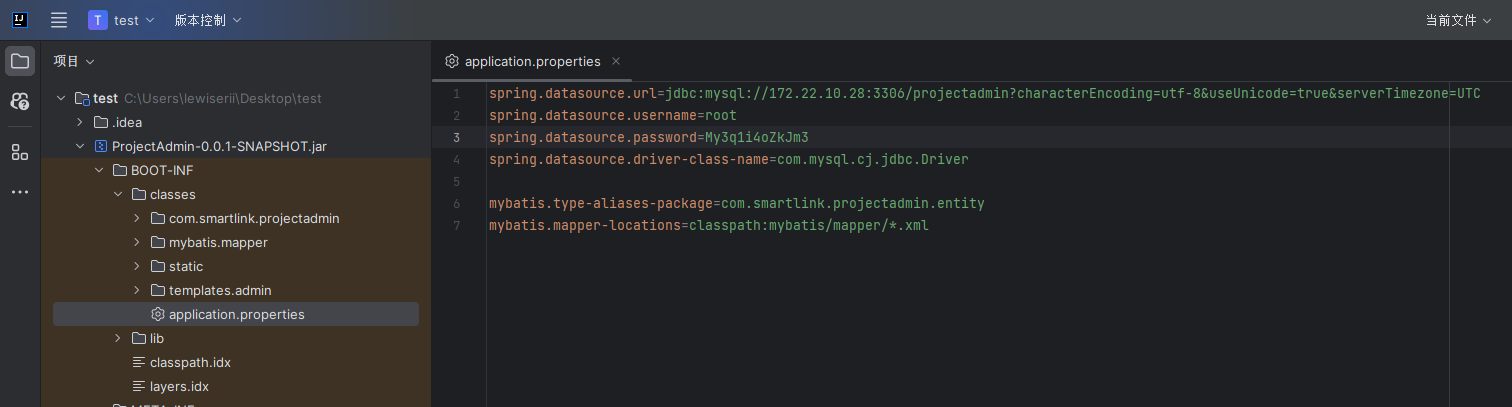 T test 版本控制 当前文件
项目
test C:\Users\lewiserii\Desktop\test
.idea
ProjectAdmin-0.0.1-SNAPSHOT.jar
BOOT-INF
classes
com.smartlink.projectadmin
mybatis.mapper
static
templates.admin
application.properties
lib
classpath.idx
layers.idx
META-INF
application.properties
1 spring.datasource.url=jdbc:mysql://172.22.10.28:3306/projectadmin?characterEncoding=utf-8&useUnicode=true&serverTimezone=UTC
2 spring.datasource.username=root
3 spring.datasource.password=My3q1i4oZkJm3
4 spring.datasource.driver-class-name=com.mysql.cj.jdbc.Driver
5
6 mybatis.type-aliases-package=com.smartlink.projectadmin.entity
7 mybatis.mapper-locations=classpath:mybatis/mapper/*.xml